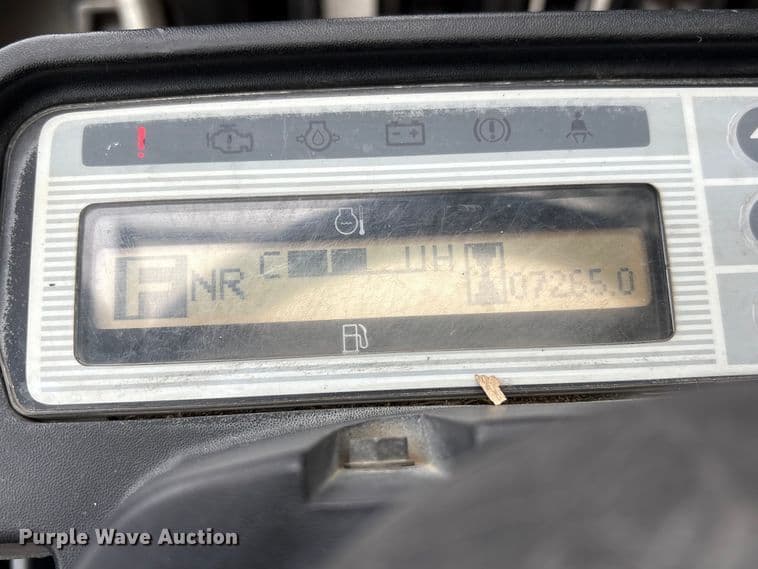 F NR C H 07265.0
Purple Wave Auction®